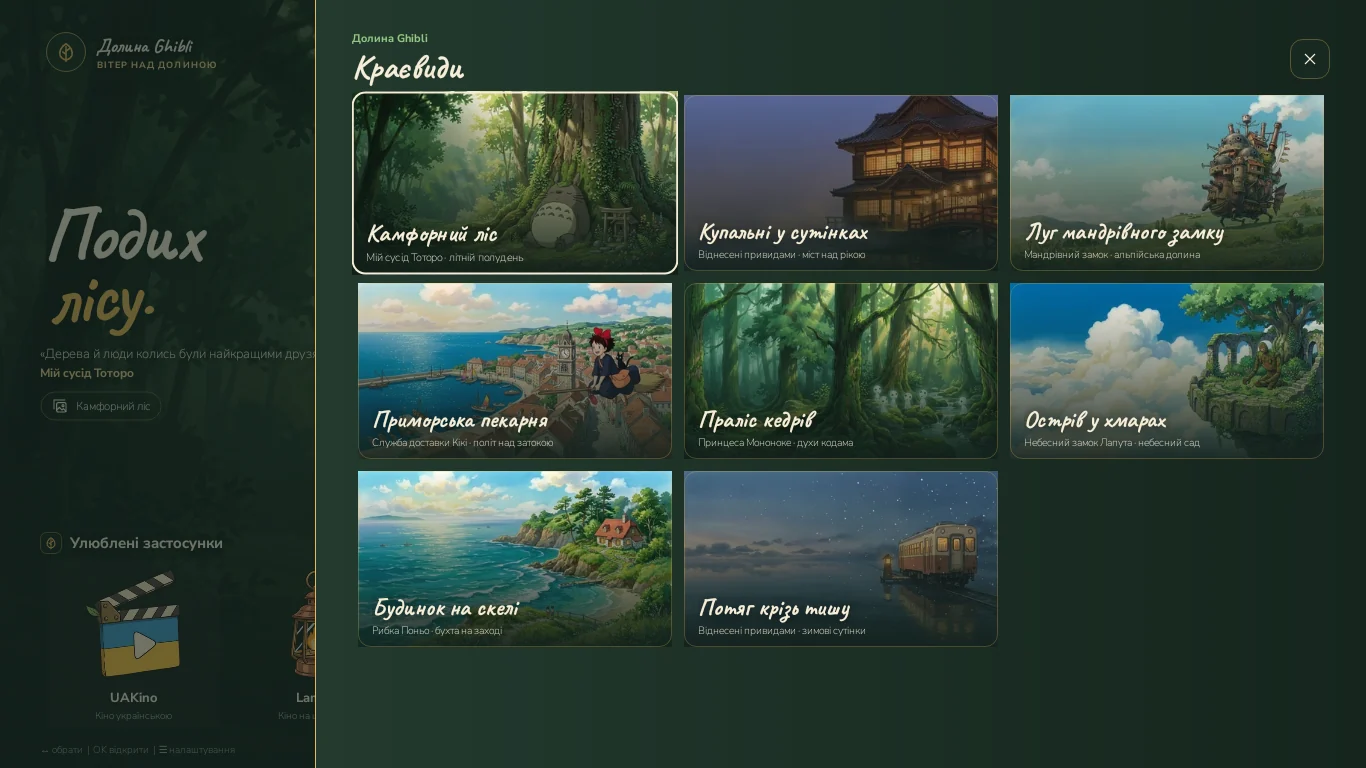 Долина Ghibli
ВІТЕР НАД ДОЛИНОЮ
Подих
лісу.
«Дерева й люди колись були найкращими друз
Мій сусід Тоторо
Камфорний ліс
Улюблені застосунки
UAKino
Кіно українською
Lar
Кіно на
← обрати | OK відкрити | ☰ налаштування
Долина Ghibli
Краєвиди
Камфорний ліс
Мій сусід Тоторо · літній полудень
Купальні у сутінках
Віднесені привидами · міст над рікою
Луг мандрівного замку
Мандрівний замок · альпійська долина
Приморська пекарня
Служба доставки Кікі · політ над затокою
Праліс кедрів
Принцеса Мононоке · духи кодама
Острів у хмарах
Небесний замок Лапута · небесний сад
Будинок на скелі
Рибка Поньо · бухта на заході
Потяг крізь тишу
Віднесені привидами · зимові сутінки